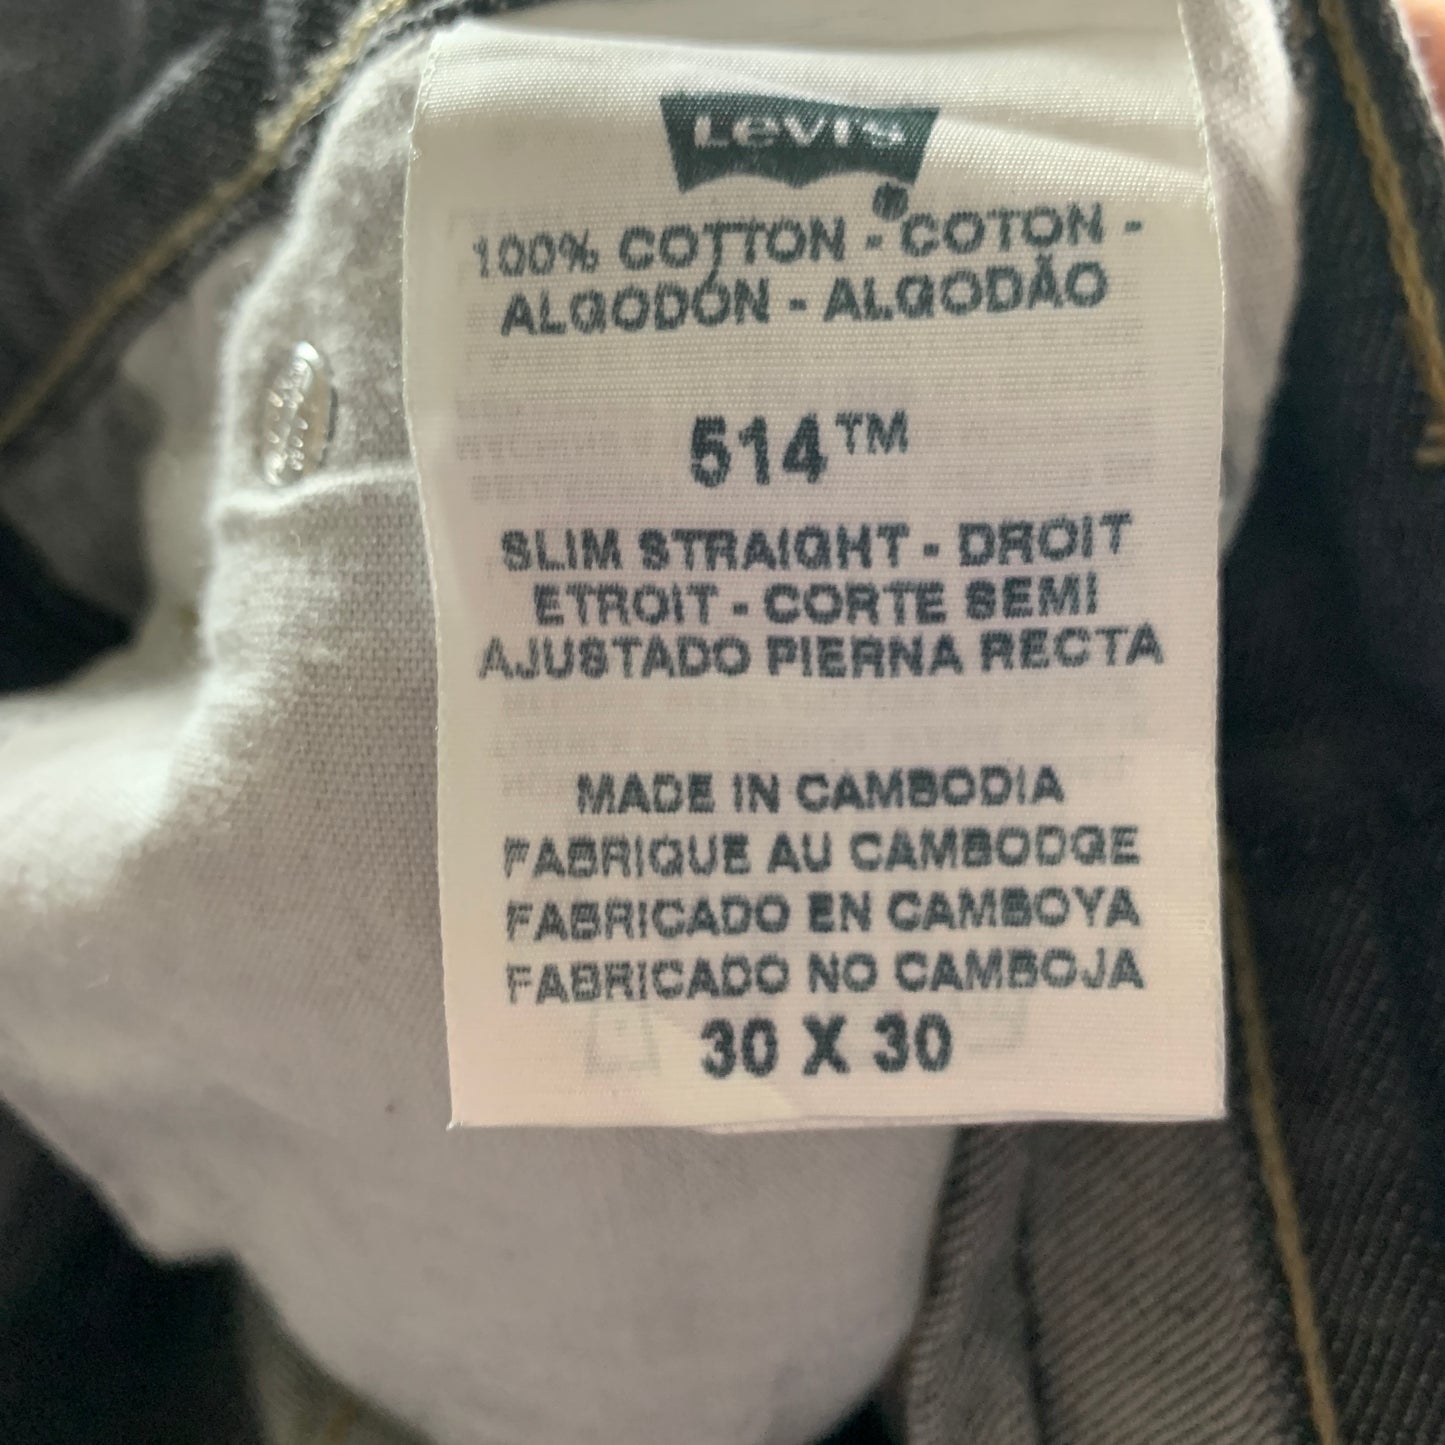 Levi's
100% COTTON - COTON -
ALGODÓN - ALGODÃO
514™
SLIM STRAIGHT - DROIT
ETROIT - CORTE SEMI
AJUSTADO PIERNA RECTA
MADE IN CAMBODIA
FABRIQUE AU CAMBODGE
FABRICADO EN CAMBOYA
FABRICADO NO CAMBOJA
30 X 30